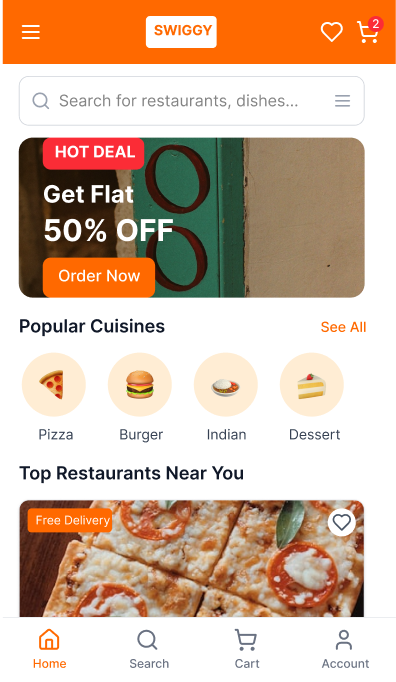 SWIGGY
2
Search for restaurants, dishes...
HOT DEAL
Get Flat
50% OFF
Order Now
Popular Cuisines
See All
Pizza
Burger
Indian
Dessert
Top Restaurants Near You
Free Delivery
Home
Search
Cart
Account